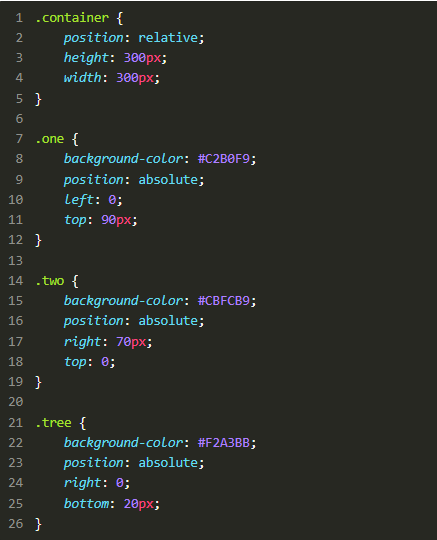 1 .container {
2     position: relative;
3     height: 300px;
4     width: 300px;
5 }
6
7 .one {
8     background-color: #C2B0F9;
9     position: absolute;
10     left: 0;
11     top: 90px;
12 }
13
14 .two {
15     background-color: #CBFCB9;
16     position: absolute;
17     right: 70px;
18     top: 0;
19 }
20
21 .tree {
22     background-color: #F2A3BB;
23     position: absolute;
24     right: 0;
25     bottom: 20px;
26 }